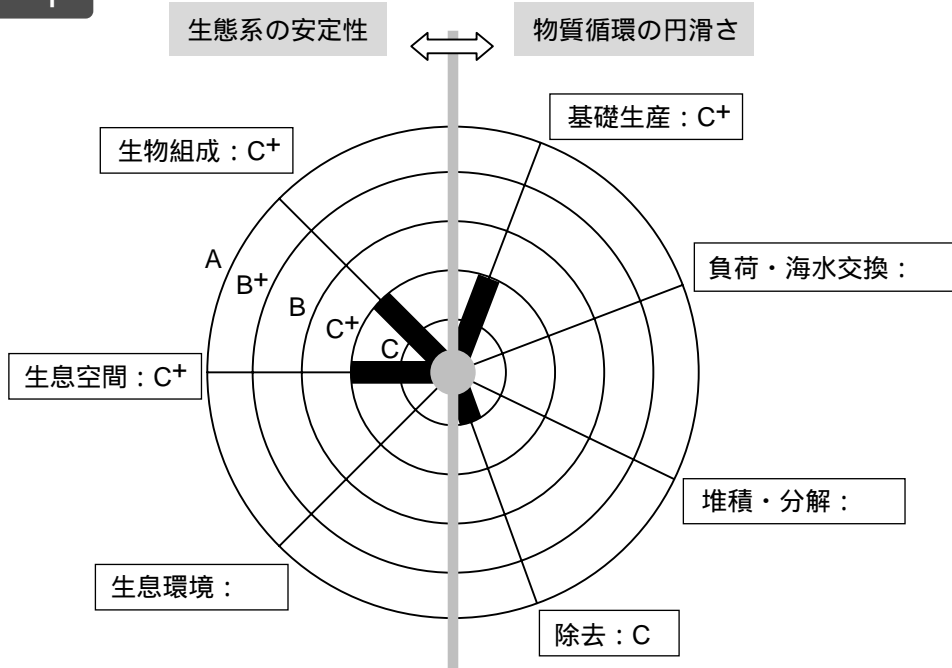 生態系の安定性
物質循環の円滑さ
基礎生産：C+
生物組成：C+
負荷・海水交換：
A
B+
B
C+
C
生息空間：C+
堆積・分解：
生息環境：
除去：C